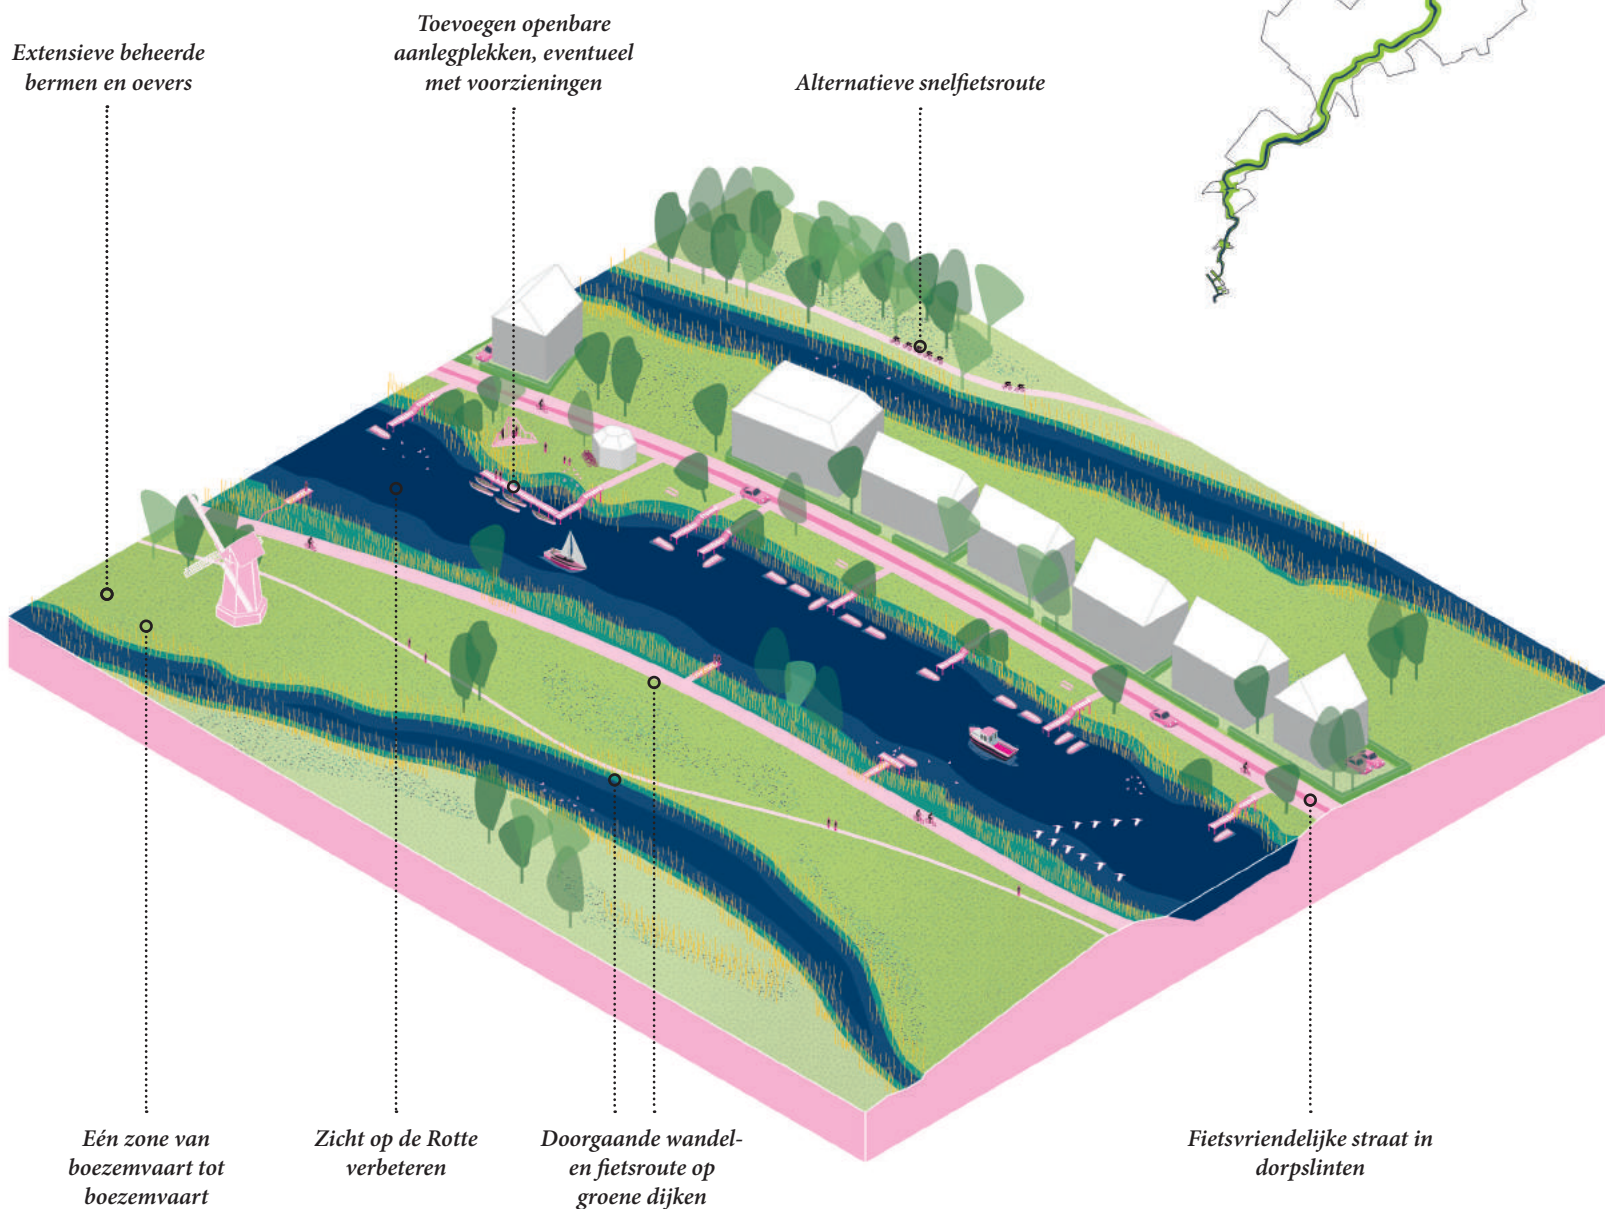 Toevoegen openbare
aanlegplekken, eventueel
met voorzieningen
Extensieve beheerde
bermen en oevers
Alternatieve snelfietsroute
Eén zone van
boezemvaart tot
boezemvaart
Zicht op de Rotte
verbeteren
Doorgaande wandel-
en fietsroute op
groene dijken
Fietsvriendelijke straat in
dorpslinten